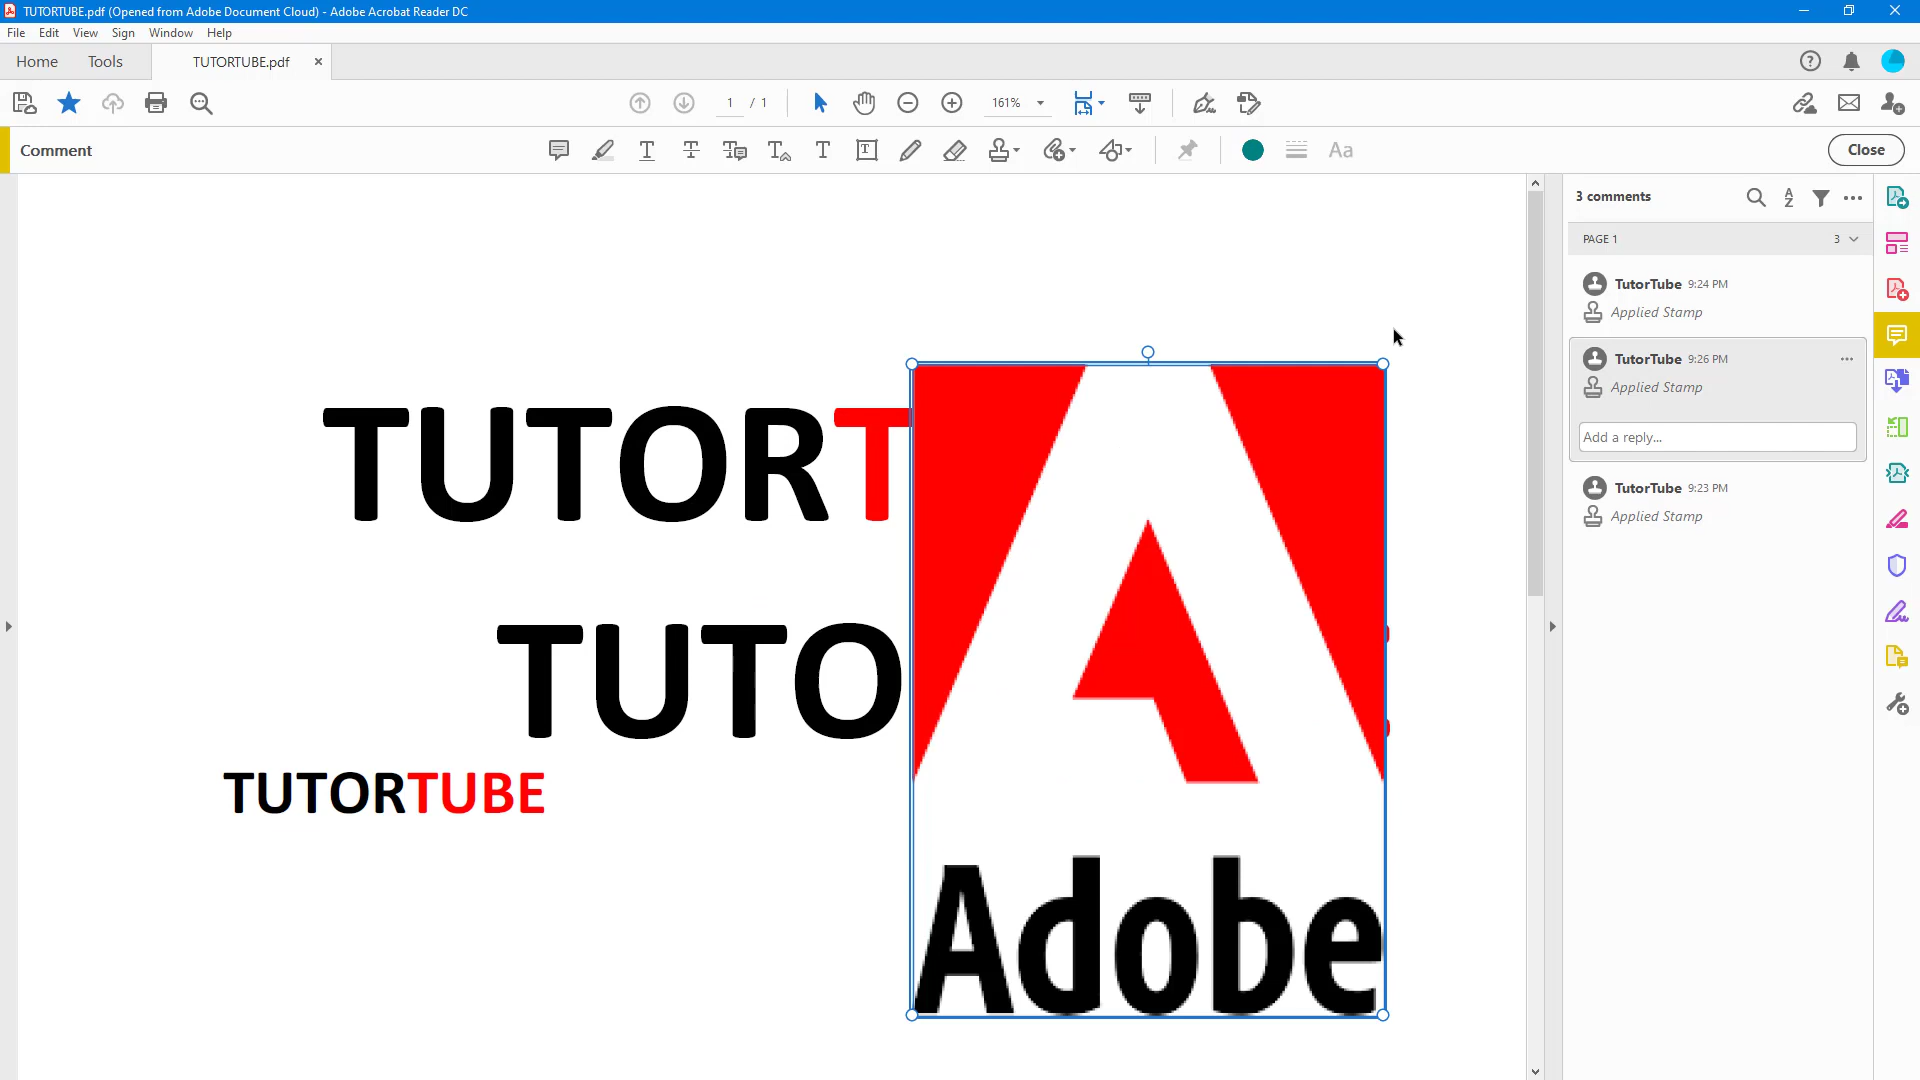 TUTORTUBE.pdf (Opened from Adobe Document Cloud) - Adobe Acrobat Reader DC
File Edit View Sign Window Help
Home Tools TUTORTUBE.pdf
1 / 1 161%
Comment Close
3 comments
PAGE 1 3
TutorTube 9:24 PM
Applied Stamp
TutorTube 9:26 PM
Applied Stamp
Add a reply...
TutorTube 9:23 PM
Applied Stamp
TUTORT
TUTO
TUTORTUBE
Adobe